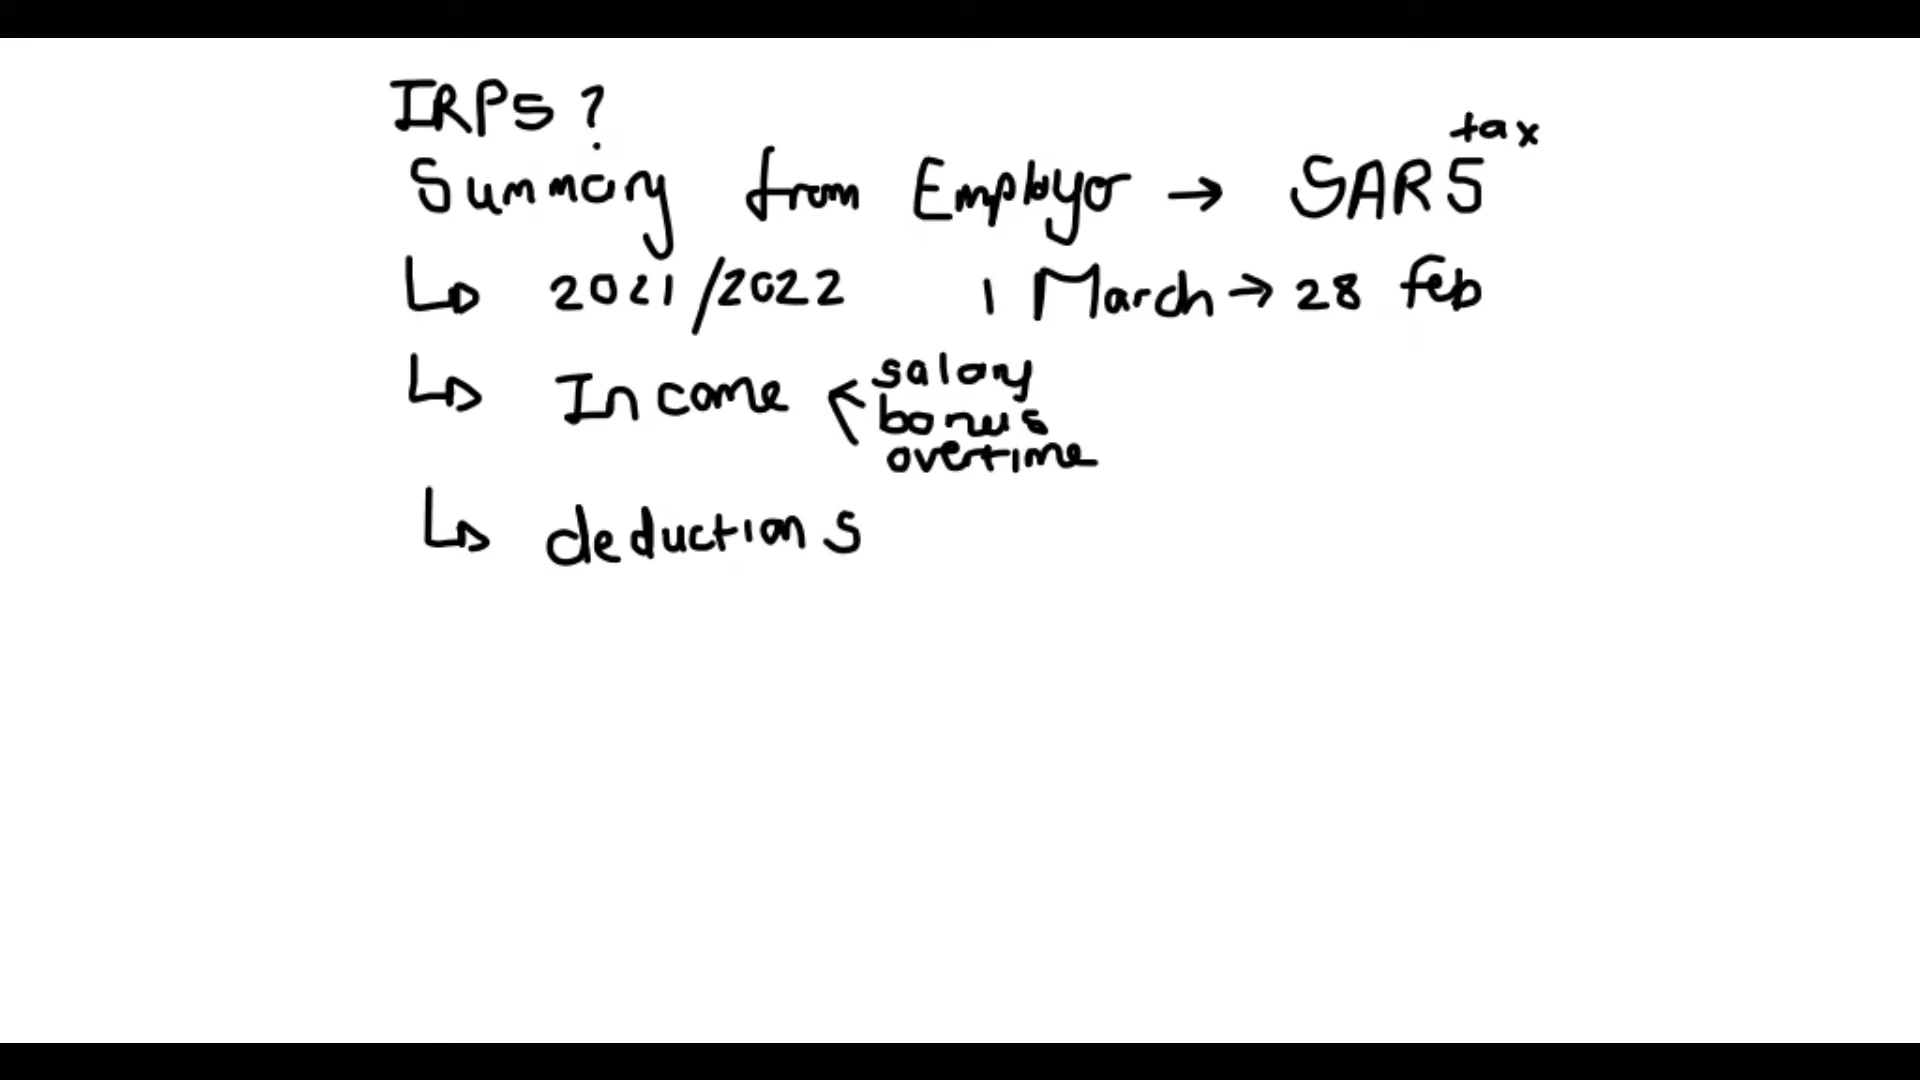 IRP5?
tax
Summary from Employer → SARS
↳ 2021/2022 1 March → 28 feb
↳ Income < salary
bonus
overtime
↳ deductions